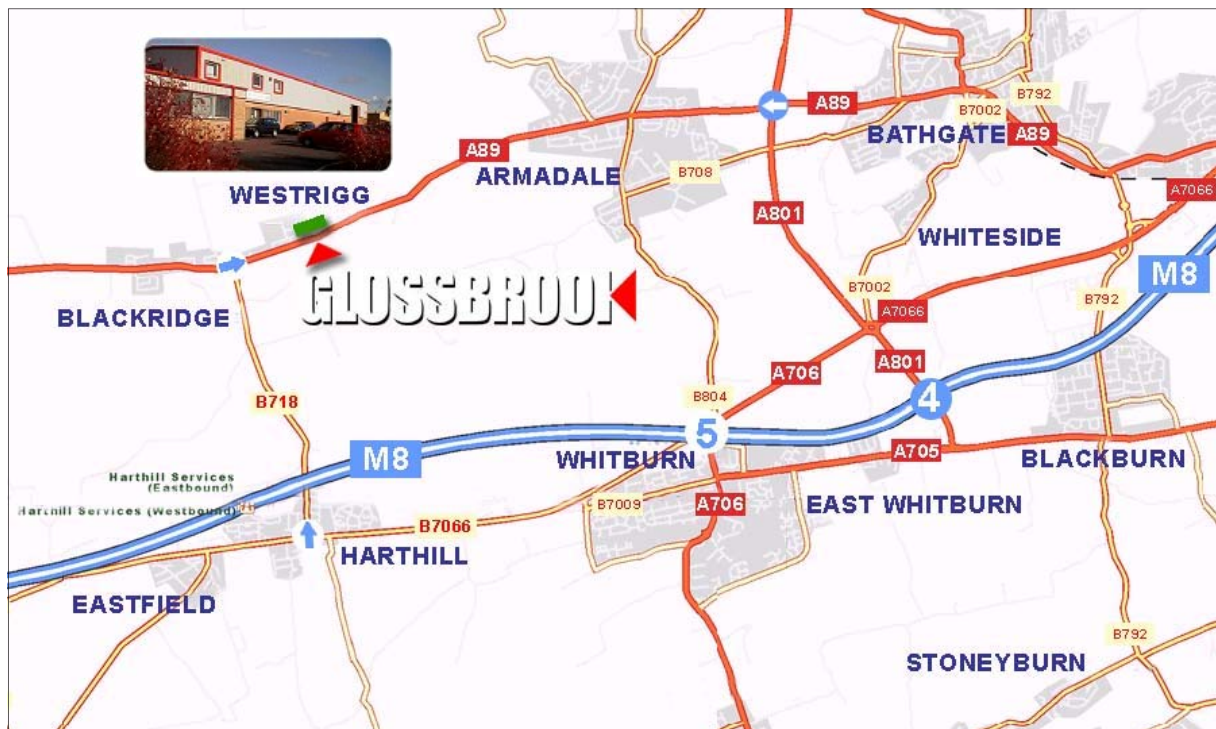 B792
B7002
A89
BATHGATE
A89
A89
WESTRIGG
ARMADALE
B708
A7066
A801
WHITESIDE
M8
BLACKRIDGE
GLOSSBROOK
B7002
A7066
B792
A706
A801
B718
B804
4
5
M8
WHITBURN
A705
BLACKBURN
Harthill Services
(Eastbound)
Harthill Services (Westbound)
B7009
A706
EAST WHITBURN
B7066
HARTHILL
EASTFIELD
B792
STONEYBURN